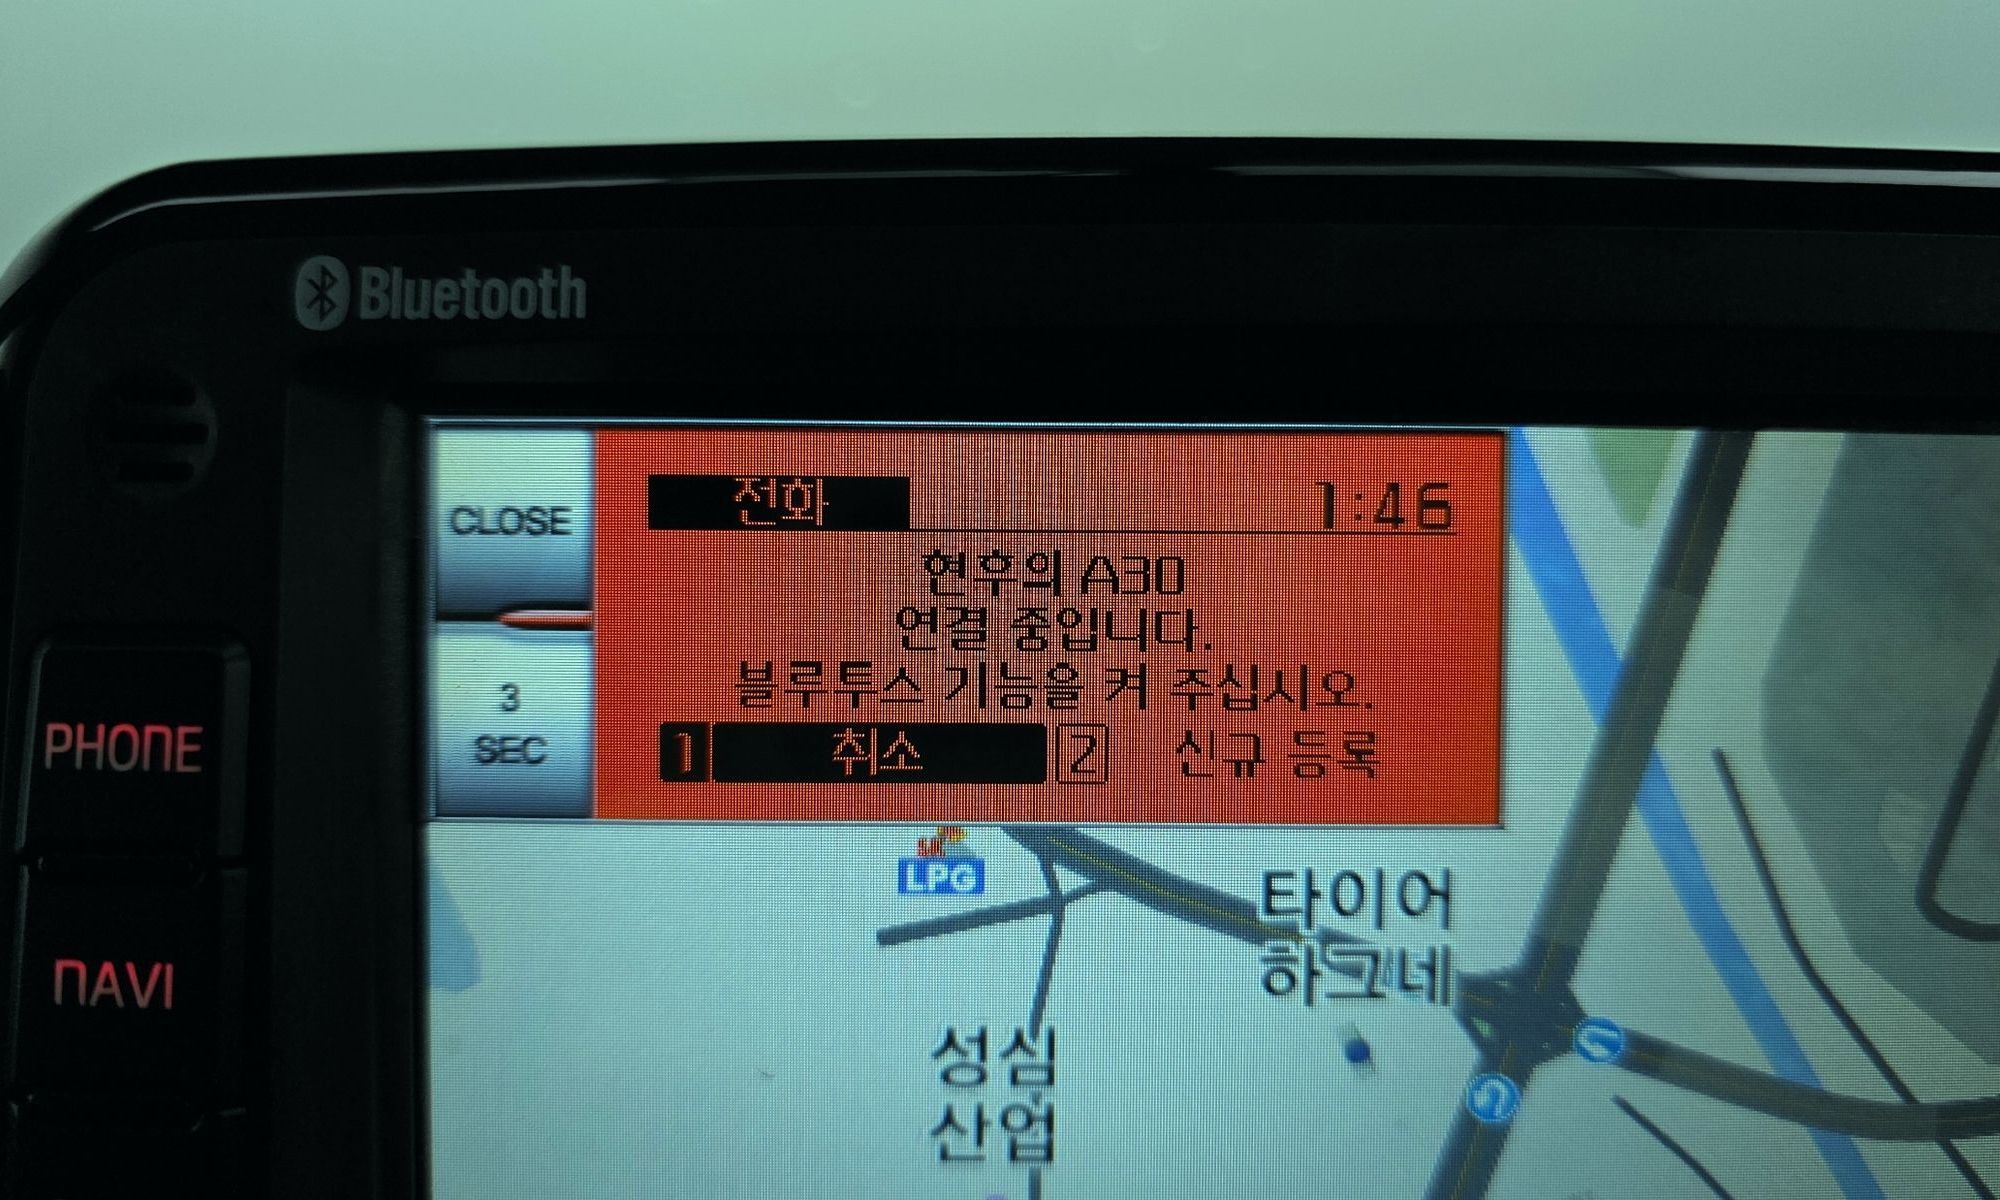 Bluetooth
CLOSE
전화
1:46
현후의 A30
연결 중입니다.
블루투스 기능을 켜 주십시오.
3
SEC
1 취소 2 신규 등록
PHONE
NAVI
LPG
타이어
하그네
성심
산업